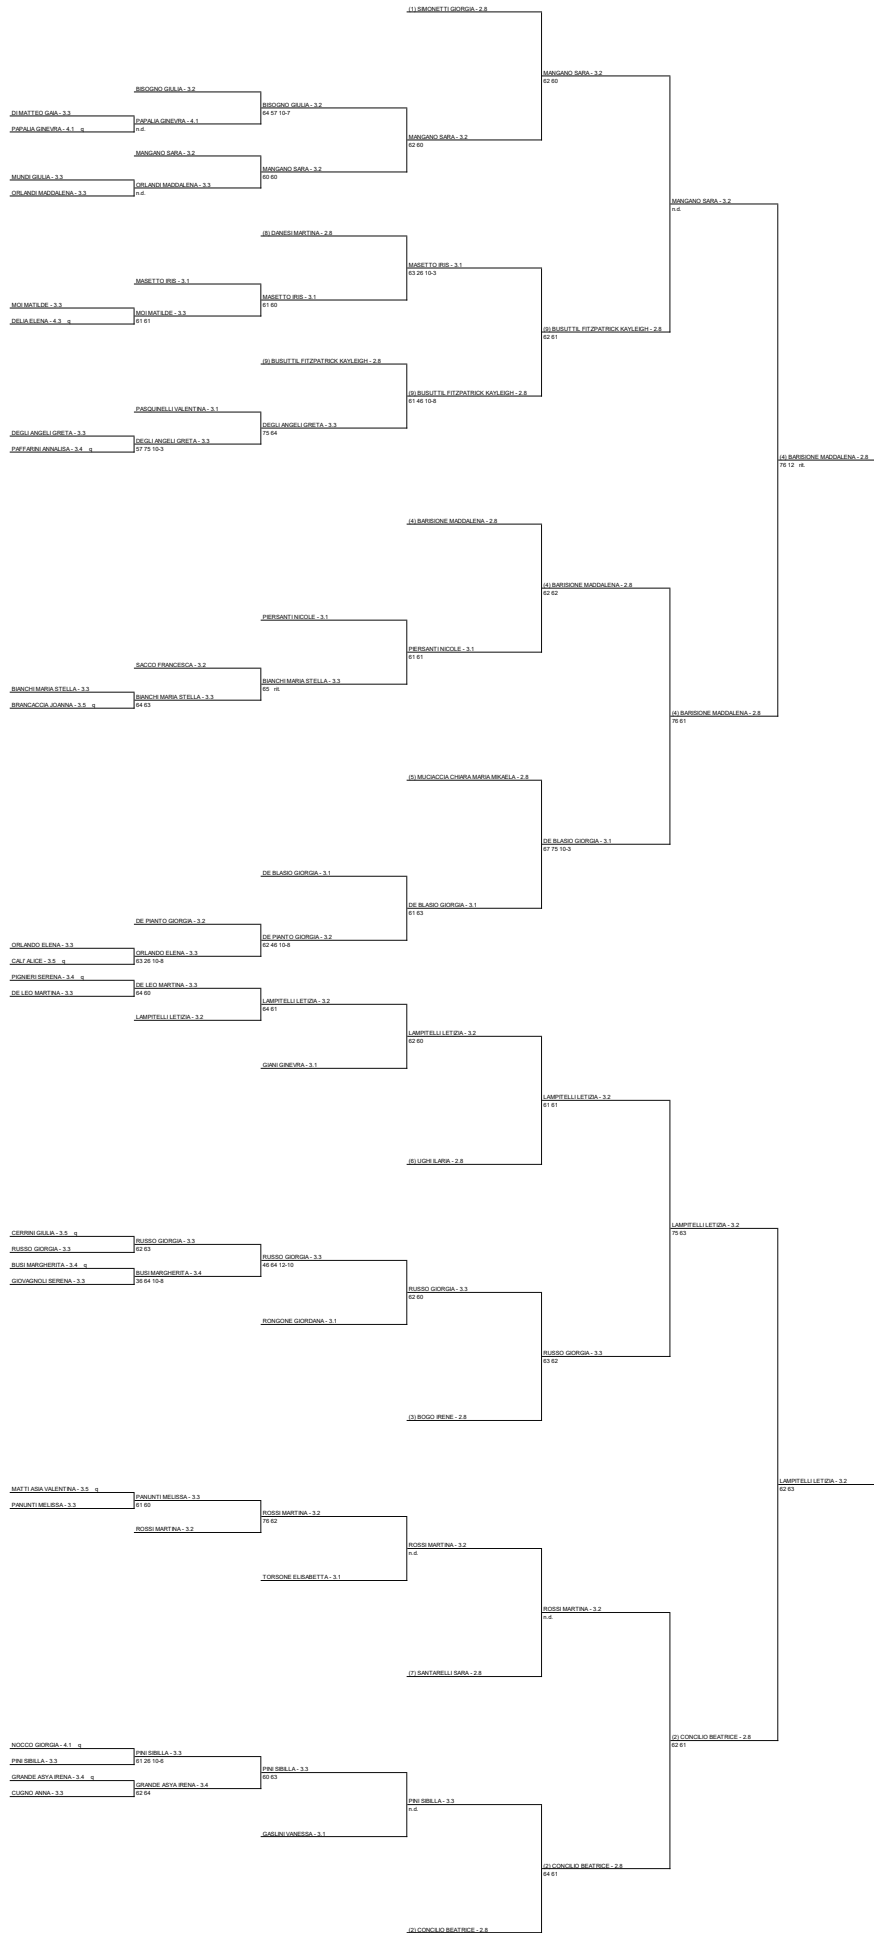 (1) SIMONETTI GIORGIA - 2.8
MANGANO SARA - 3.2
62 60
BISOGNO GIULIA - 3.2
BISOGNO GIULIA - 3.2
64 57 10-7
DI MATTEO GAIA - 3.3
PAPALIA GINEVRA - 4.1
n.d.
PAPALIA GINEVRA - 4.1 q
MANGANO SARA - 3.2
62 60
MANGANO SARA - 3.2
MANGANO SARA - 3.2
60 60
MUNDI GIULIA - 3.3
ORLANDI MADDALENA - 3.3
n.d.
ORLANDI MADDALENA - 3.3
MANGANO SARA - 3.2
n.d.
(8) DANESI MARTINA - 2.8
MASETTO IRIS - 3.1
63 26 10-3
MASETTO IRIS - 3.1
MASETTO IRIS - 3.1
61 60
MOI MATILDE - 3.3
MOI MATILDE - 3.3
61 61
DELIA ELENA - 4.3 q
(9) BUSUTTIL FITZPATRICK KAYLEIGH - 2.8
62 61
(9) BUSUTTIL FITZPATRICK KAYLEIGH - 2.8
(9) BUSUTTIL FITZPATRICK KAYLEIGH - 2.8
61 46 10-8
PASQUINELLI VALENTINA - 3.1
DEGLI ANGELI GRETA - 3.3
75 64
DEGLI ANGELI GRETA - 3.3
DEGLI ANGELI GRETA - 3.3
57 75 10-3
PAFFARINI ANNALISA - 3.4 q
(4) BARISIONE MADDALENA - 2.8
76 12 rit.
(4) BARISIONE MADDALENA - 2.8
(4) BARISIONE MADDALENA - 2.8
62 62
PIERSANTI NICOLE - 3.1
PIERSANTI NICOLE - 3.1
61 61
SACCO FRANCESCA - 3.2
BIANCHI MARIA STELLA - 3.3
65 rit.
BIANCHI MARIA STELLA - 3.3
BIANCHI MARIA STELLA - 3.3
64 63
BRANCACCIA JOANNA - 3.5 q
(4) BARISIONE MADDALENA - 2.8
76 61
(5) MUCIACCIA CHIARA MARIA MIKAELA - 2.8
DE BLASIO GIORGIA - 3.1
67 75 10-3
DE BLASIO GIORGIA - 3.1
DE BLASIO GIORGIA - 3.1
61 63
DE PIANTO GIORGIA - 3.2
DE PIANTO GIORGIA - 3.2
62 46 10-8
ORLANDO ELENA - 3.3
ORLANDO ELENA - 3.3
63 26 10-8
CALI' ALICE - 3.5 q
PIGNIERI SERENA - 3.4 q
DE LEO MARTINA - 3.3
64 60
DE LEO MARTINA - 3.3
LAMPITELLI LETIZIA - 3.2
64 61
LAMPITELLI LETIZIA - 3.2
LAMPITELLI LETIZIA - 3.2
62 60
GIANI GINEVRA - 3.1
LAMPITELLI LETIZIA - 3.2
61 61
(6) UGHI ILARIA - 2.8
LAMPITELLI LETIZIA - 3.2
75 63
CERRINI GIULIA - 3.5 q
RUSSO GIORGIA - 3.3
62 63
RUSSO GIORGIA - 3.3
RUSSO GIORGIA - 3.3
46 64 12-10
BUSI MARGHERITA - 3.4 q
BUSI MARGHERITA - 3.4
36 64 10-8
GIOVAGNOLI SERENA - 3.3
RUSSO GIORGIA - 3.3
62 60
RONGONE GIORDANA - 3.1
RUSSO GIORGIA - 3.3
63 62
(3) BOGO IRENE - 2.8
LAMPITELLI LETIZIA - 3.2
62 63
MATTI ASIA VALENTINA - 3.5 q
PANUNTI MELISSA - 3.3
61 60
PANUNTI MELISSA - 3.3
ROSSI MARTINA - 3.2
76 62
ROSSI MARTINA - 3.2
ROSSI MARTINA - 3.2
n.d.
TORSONE ELISABETTA - 3.1
ROSSI MARTINA - 3.2
n.d.
(7) SANTARELLI SARA - 2.8
(2) CONCILIO BEATRICE - 2.8
62 61
NOCCO GIORGIA - 4.1 q
PINI SIBILLA - 3.3
61 26 10-6
PINI SIBILLA - 3.3
PINI SIBILLA - 3.3
60 63
GRANDE ASYA IRENA - 3.4 q
GRANDE ASYA IRENA - 3.4
62 64
CUGNO ANNA - 3.3
PINI SIBILLA - 3.3
n.d.
GASLINI VANESSA - 3.1
(2) CONCILIO BEATRICE - 2.8
64 61
(2) CONCILIO BEATRICE - 2.8